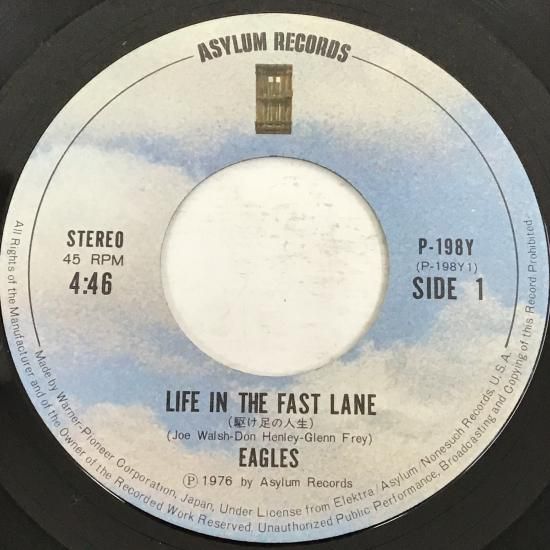 ASYLUM RECORDS
STEREO
45 RPM
4:46
P-198Y
(P-198Y1)
SIDE 1
LIFE IN THE FAST LANE
(駆け足の人生)
(Joe Walsh-Don Henley-Glenn Frey)
EAGLES
Ⓟ 1976 by Asylum Records
Made by Warner-Pioneer Corporation, Japan, Under License from Elektra/Asylum/Nonesuch Records, U.S.A.
All Rights of the Manufacturer and of the Owner of the Recorded Work Reserved. Unauthorized Public Performance, Broadcasting and Copying of this Record Prohibited.